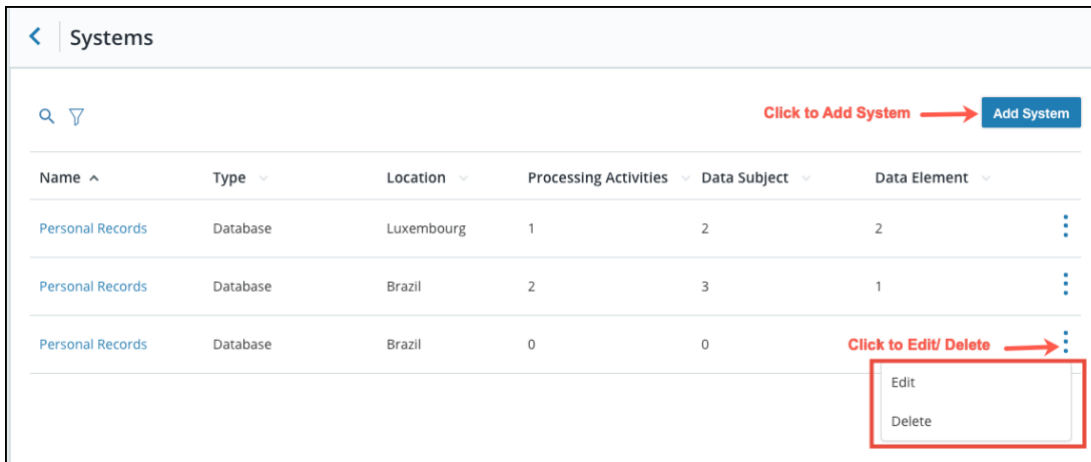 Systems
Click to Add System Add System
Name Type Location Processing Activities Data Subject Data Element
Personal Records Database Luxembourg 1 2 2
Personal Records Database Brazil 2 3 1
Personal Records Database Brazil 0 0 Click to Edit/ Delete
Edit
Delete